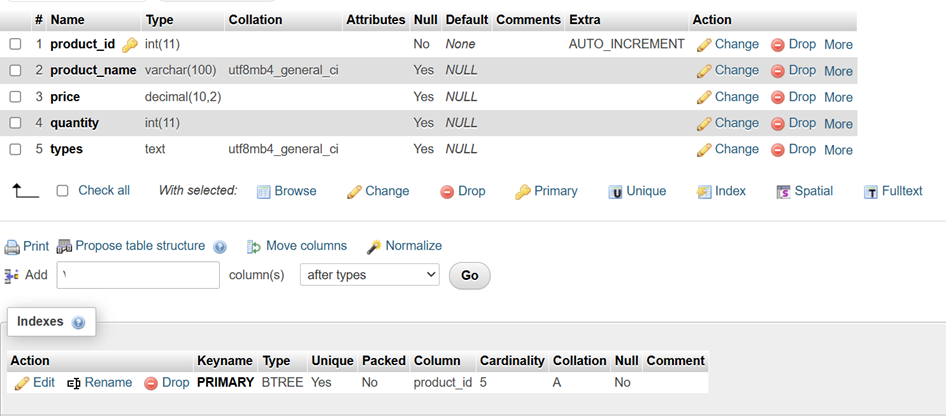 # Name Type Collation Attributes Null Default Comments Extra Action
1 product_id int(11) No None AUTO_INCREMENT Change Drop More
2 product_name varchar(100) utf8mb4_general_ci Yes NULL Change Drop More
3 price decimal(10,2) Yes NULL Change Drop More
4 quantity int(11) Yes NULL Change Drop More
5 types text utf8mb4_general_ci Yes NULL Change Drop More
Check all With selected: Browse Change Drop Primary Unique Index Spatial Fulltext
Print Propose table structure Move columns Normalize
Add \ column(s) after types Go
Indexes
Action Keyname Type Unique Packed Column Cardinality Collation Null Comment
Edit Rename Drop PRIMARY BTREE Yes No product_id 5 A No